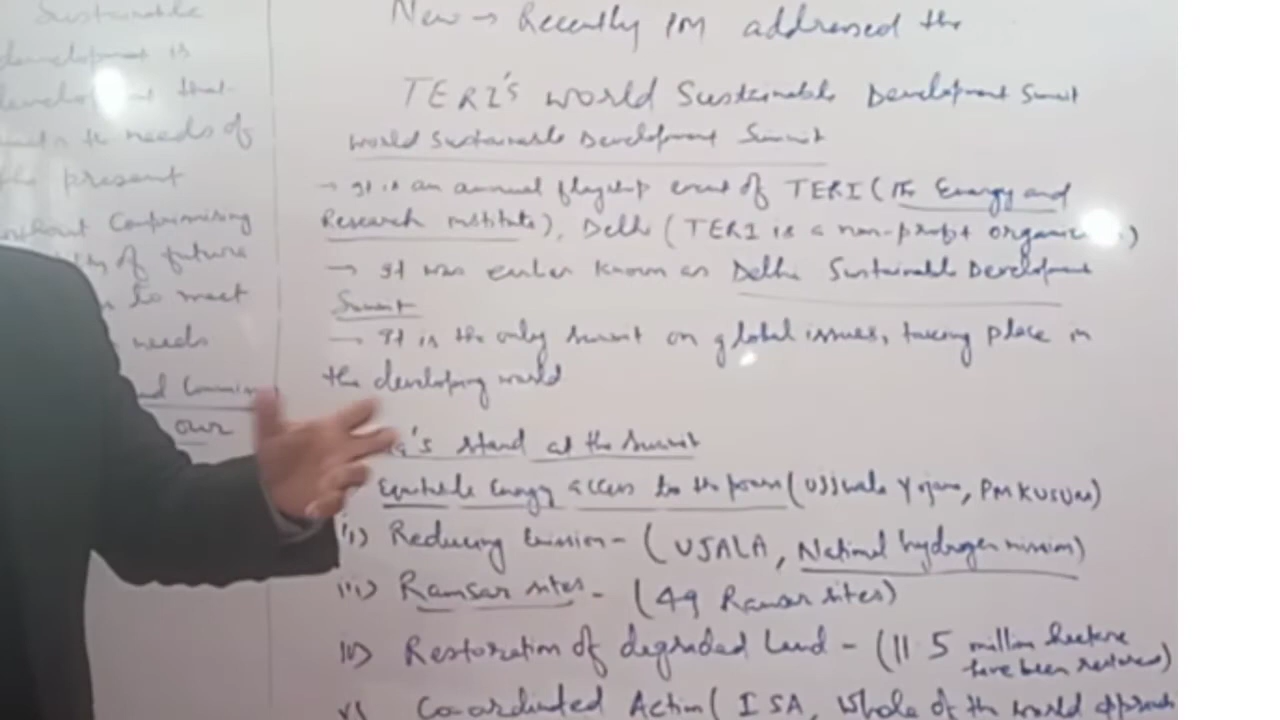 Sustainable
development is
development that
meets the needs of
the present
without Compromising
of future
to meet
needs
our
New → Recently PM addressed the
TERI's World Sustainable Development Summit
World Sustainable Development Summit
→ It is an annual flagship event of TERI (The Energy and
Research Institute), Delhi (TERI is a non-profit
→ It was earlier known as Delhi Sustainable Development
Summit
→ It is the only Summit on global issues, taking place in
the developing world
's stand at the Summit
Equitable Energy access to the poor (Ujjwala Yojana, PM KUSUM)
ii) Reducing Emission - (UJALA, National hydrogen mission)
iii) Ramsar sites - (49 Ramsar sites)
iv) Restoration of degraded Land - (11.5 million hectare
have been restored)
v) Co-ordinated Action (ISA, Whole of the world approach